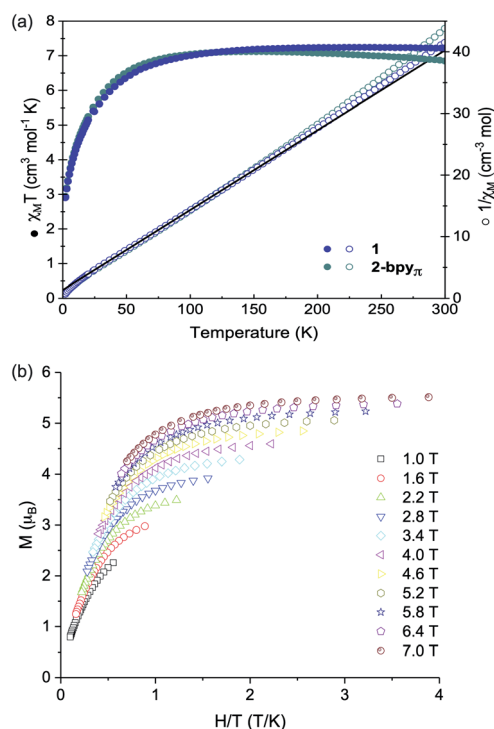 (a)
8
7
6
5
4
3
2
1
0
● χMT (cm³ mol⁻¹ K)
50
40
30
20
10
0
○ 1/χM (cm⁻³ mol)
1
2-bpyπ
0 50 100 150 200 250 300
Temperature (K)
(b)
6
5
4
3
2
1
0
M (μB)
1.0 T
1.6 T
2.2 T
2.8 T
3.4 T
4.0 T
4.6 T
5.2 T
5.8 T
6.4 T
7.0 T
0 1 2 3 4
H/T (T/K)